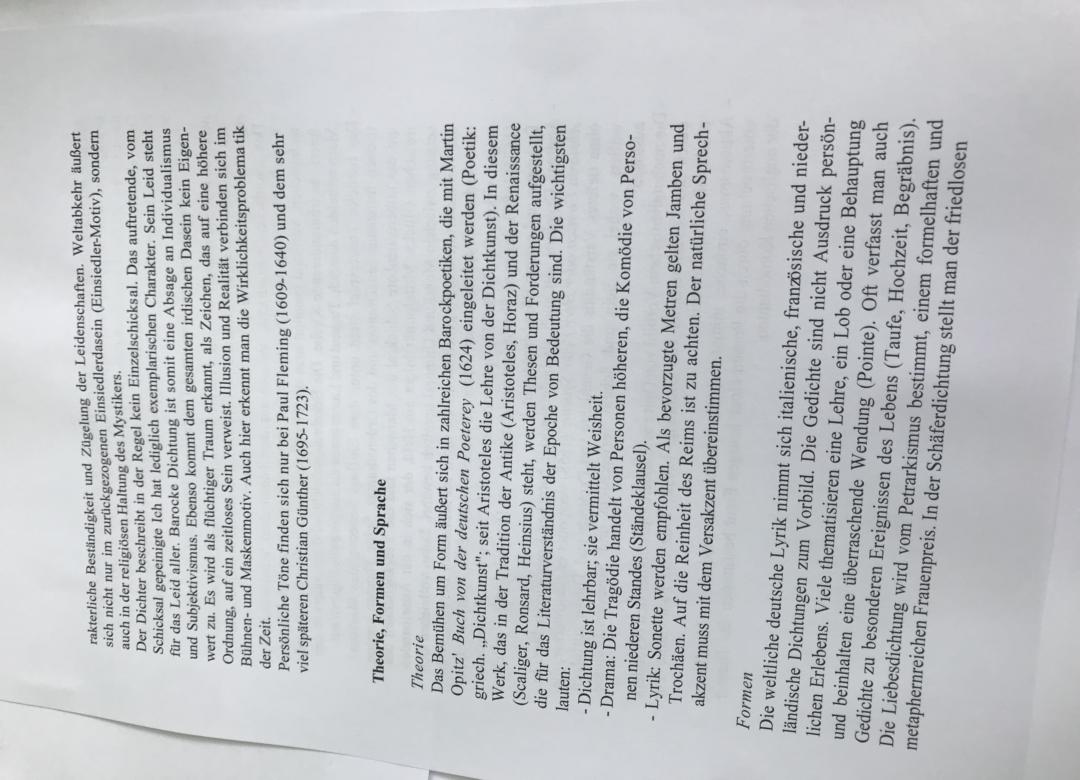 rakterliche Beständigkeit und Zügelung der Leidenschaften. Weltabkehr äußert
sich nicht nur im zurückgezogenen Einsiedlerdasein (Einsiedler-Motiv), sondern
auch in der religiösen Haltung des Mystikers.
Der Dichter beschreibt in der Regel kein Einzelschicksal. Das auftretende, vom
Schicksal gepeinigte Ich hat lediglich exemplarischen Charakter. Sein Leid steht
für das Leid aller. Barocke Dichtung ist somit eine Absage an Individualismus
und Subjektivismus. Ebenso kommt dem gesamten irdischen Dasein kein Eigen-
wert zu. Es wird als flüchtiger Traum erkannt, als Zeichen, das auf eine höhere
Ordnung, auf ein zeitloses Sein verweist. Illusion und Realität verbinden sich im
Bühnen- und Maskenmotiv. Auch hier erkennt man die Wirklichkeitsproblematik
der Zeit.
Persönliche Töne finden sich nur bei Paul Fleming (1609-1640) und dem sehr
viel späteren Christian Günther (1695-1723).
Theorie, Formen und Sprache
Theorie
Das Bemühen um Form äußert sich in zahlreichen Barockpoetiken, die mit Martin
Opitz' Buch von der deutschen Poeterey (1624) eingeleitet werden (Poetik:
griech. „Dichtkunst"; seit Aristoteles die Lehre von der Dichtkunst). In diesem
Werk, das in der Tradition der Antike (Aristoteles, Horaz) und der Renaissance
(Scaliger, Ronsard, Heinsius) steht, werden Thesen und Forderungen aufgestellt,
die für das Literaturverständnis der Epoche von Bedeutung sind. Die wichtigsten
lauten:
- Dichtung ist lehrbar; sie vermittelt Weisheit.
- Drama: Die Tragödie handelt von Personen höheren, die Komödie von Perso-
nen niederen Standes (Ständeklausel).
- Lyrik: Sonette werden empfohlen. Als bevorzugte Metren gelten Jamben und
Trochäen. Auf die Reinheit des Reims ist zu achten. Der natürliche Sprech-
akzent muss mit dem Versakzent übereinstimmen.
Formen
Die weltliche deutsche Lyrik nimmt sich italienische, französische und nieder-
ländische Dichtungen zum Vorbild. Die Gedichte sind nicht Ausdruck persön-
lichen Erlebens. Viele thematisieren eine Lehre, ein Lob oder eine Behauptung
und beinhalten eine überraschende Wendung (Pointe). Oft verfasst man auch
Gedichte zu besonderen Ereignissen des Lebens (Taufe, Hochzeit, Begräbnis).
Die Liebesdichtung wird vom Petrarkismus bestimmt, einem formelhaften und
metaphernreichen Frauenpreis. In der Schäferdichtung stellt man der friedlosen